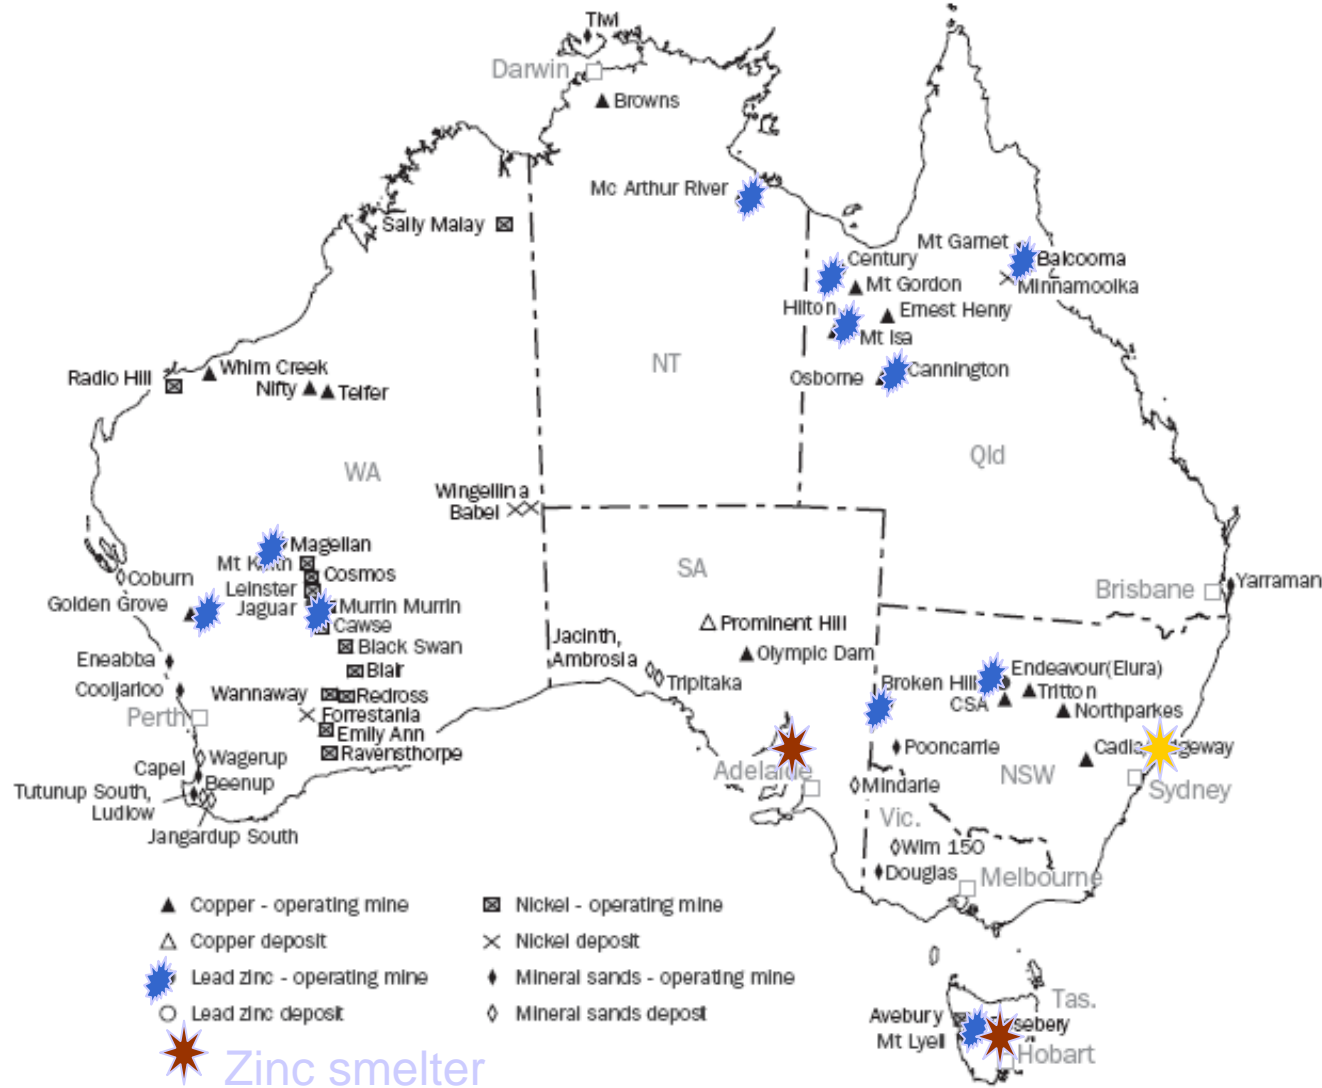 Tiwi
Darwin
Browns
Mc Arthur River
Sally Malay
Mt Garnet
Balcooma
Minnamoolka
Century
Mt Gordon
Hilton
Ernest Henry
Mt Isa
Osborne
Cannington
Radio Hill
Whim Creek
Nifty
Telfer
NT
WA
Qld
Wingellina
Babel
SA
Magellan
Mt
Cosmos
Coburn
Leinster
Golden Grove
Jaguar
Murrin Murrin
Cawse
Brisbane
Yarraman
Prominent Hill
Olympic Dam
Jacinth,
Ambrosia
Tripitaka
Black Swan
Blair
Eneabba
Cooljarloo
Wannaway
Redross
Perth
Forrestania
Emily Ann
Ravensthorpe
Endeavour(Elura)
Broken Hill
CSA
Tritton
Northparkes
Pooncarie
Mindarie
NSW
Sydney
Adelaide
Wagerup
Capel
Beenup
Tutunup South,
Ludlow
Jangardup South
Vic.
Wim 150
Douglas
Melbourne
Copper - operating mine
Nickel - operating mine
Copper deposit
Nickel deposit
Lead zinc - operating mine
Mineral sands - operating mine
Lead zinc deposit
Mineral sands deposit
Zinc smelter
Tas.
Avebury
Mt Lyell
Hobart